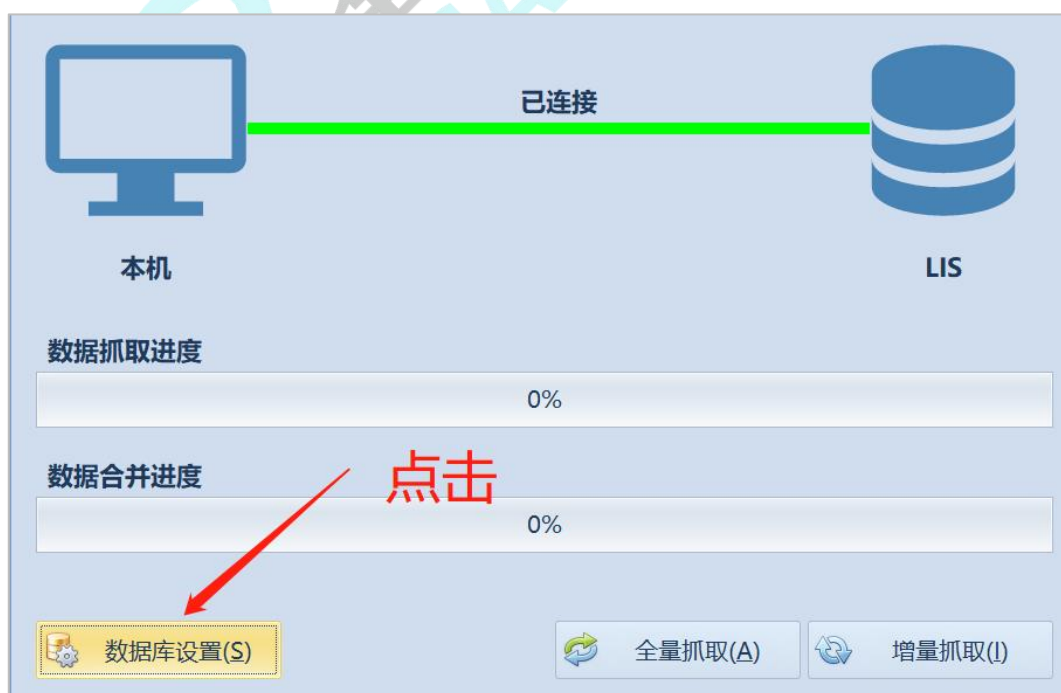 已连接
本机
LIS
数据抓取进度
0%
数据合并进度
点击
0%
数据库设置(S)
全量抓取(A)
增量抓取(I)